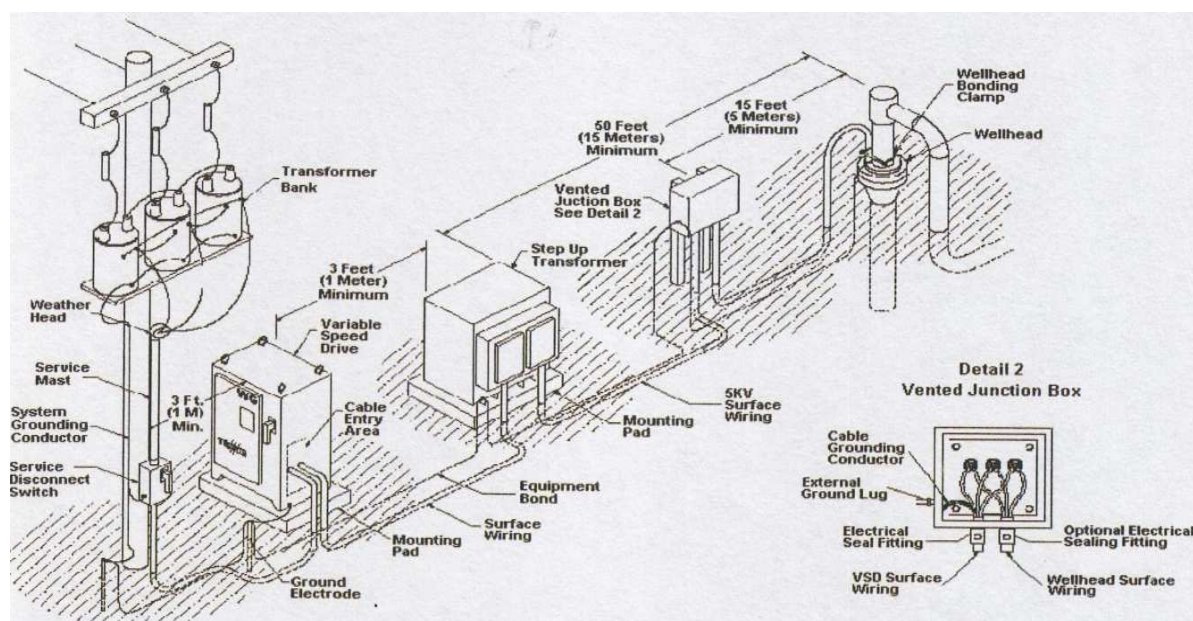 Transformer
Bank
Weather
Head
Service
Mast
System
Grounding
Conductor
Service
Disconnect
Switch
3 Feet
(1 Meter)
Minimum
Variable
Speed
Drive
3 Ft.
(1 M)
Min.
Cable
Entry
Area
Mounting
Pad
Ground
Electrode
Surface
Wiring
Equipment
Bond
Step Up
Transformer
Mounting
Pad
5KV
Surface
Wiring
50 Feet
(15 Meters)
Minimum
15 Feet
(5 Meters)
Minimum
Vented
Juction Box
See Detail 2
Wellhead
Bonding
Clamp
Wellhead
Detail 2
Vented Junction Box
Cable
Grounding
Conductor
External
Ground Lug
Electrical
Seal Fitting
Optional Electrical
Sealing Fitting
VSD Surface
Wiring
Wellhead Surface
Wiring